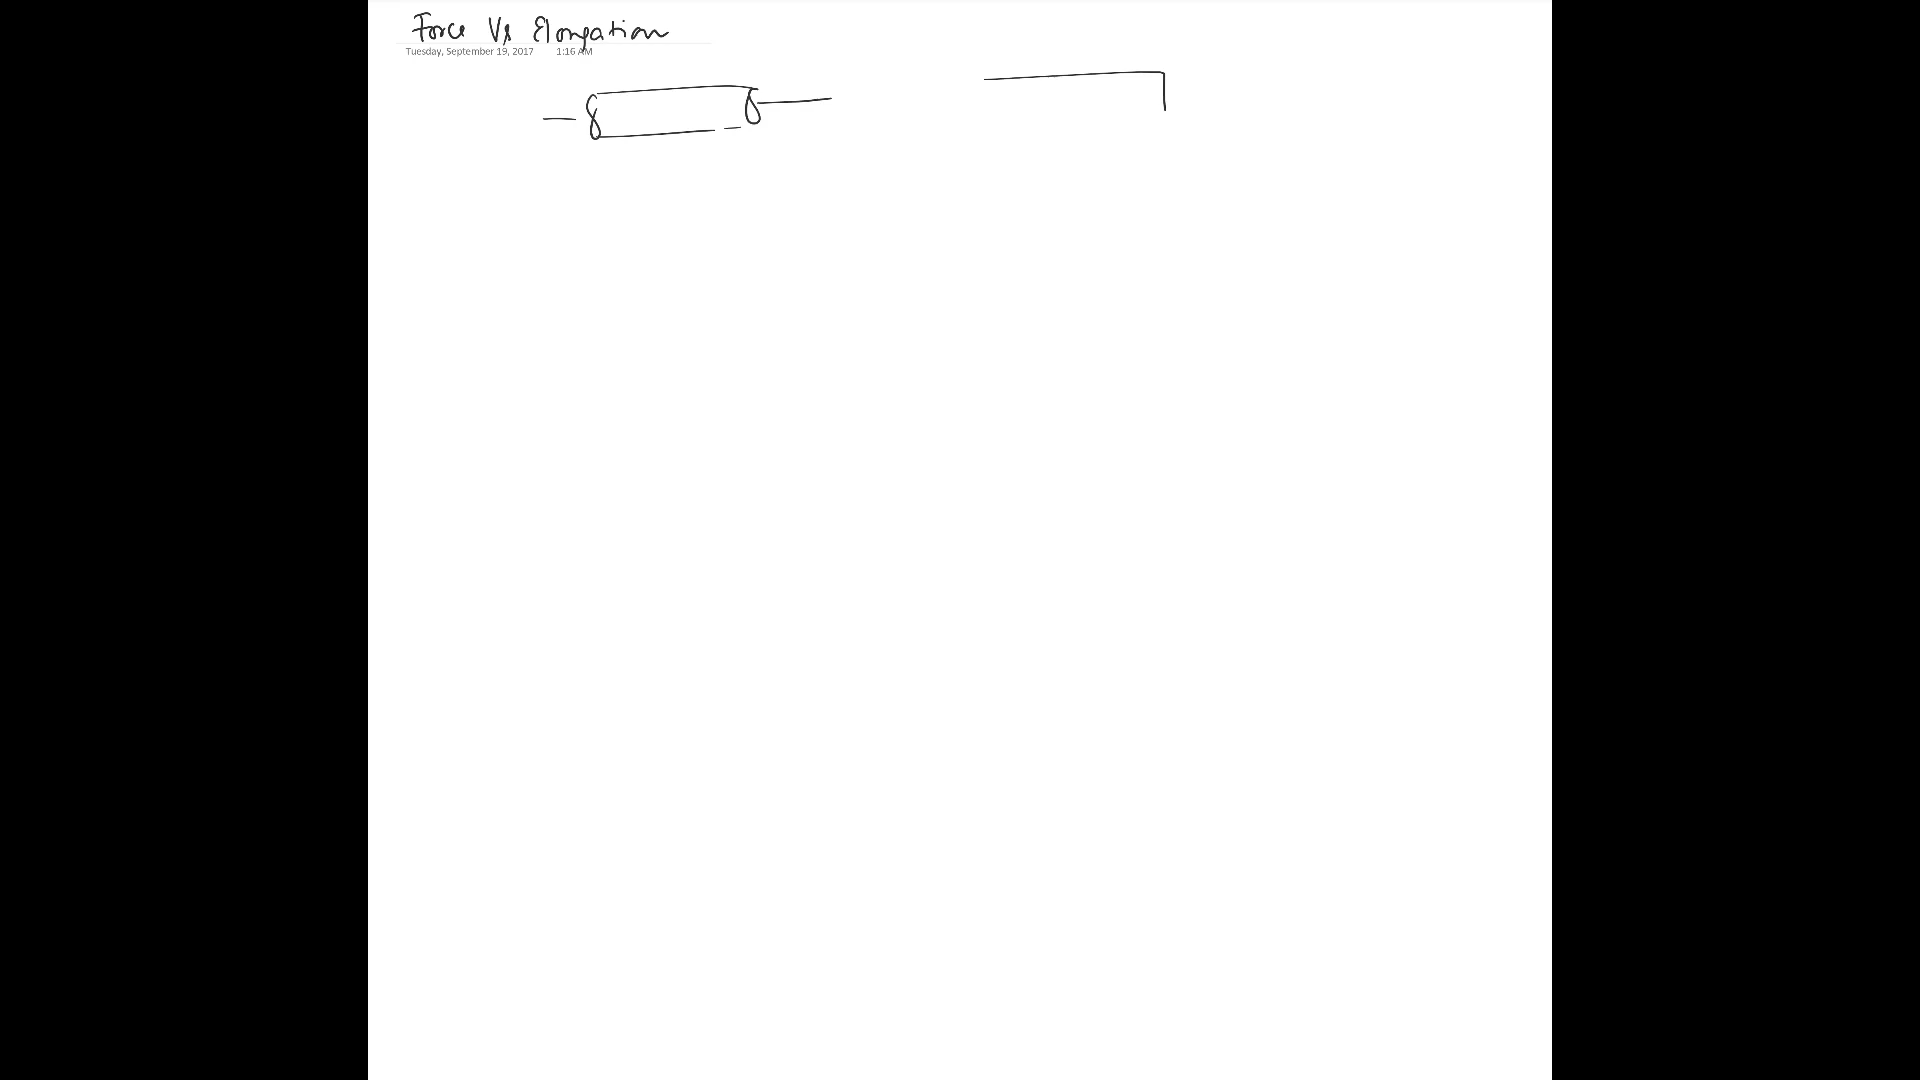 Force Vs Elongation
Tuesday, September 19, 2017 1:16 AM